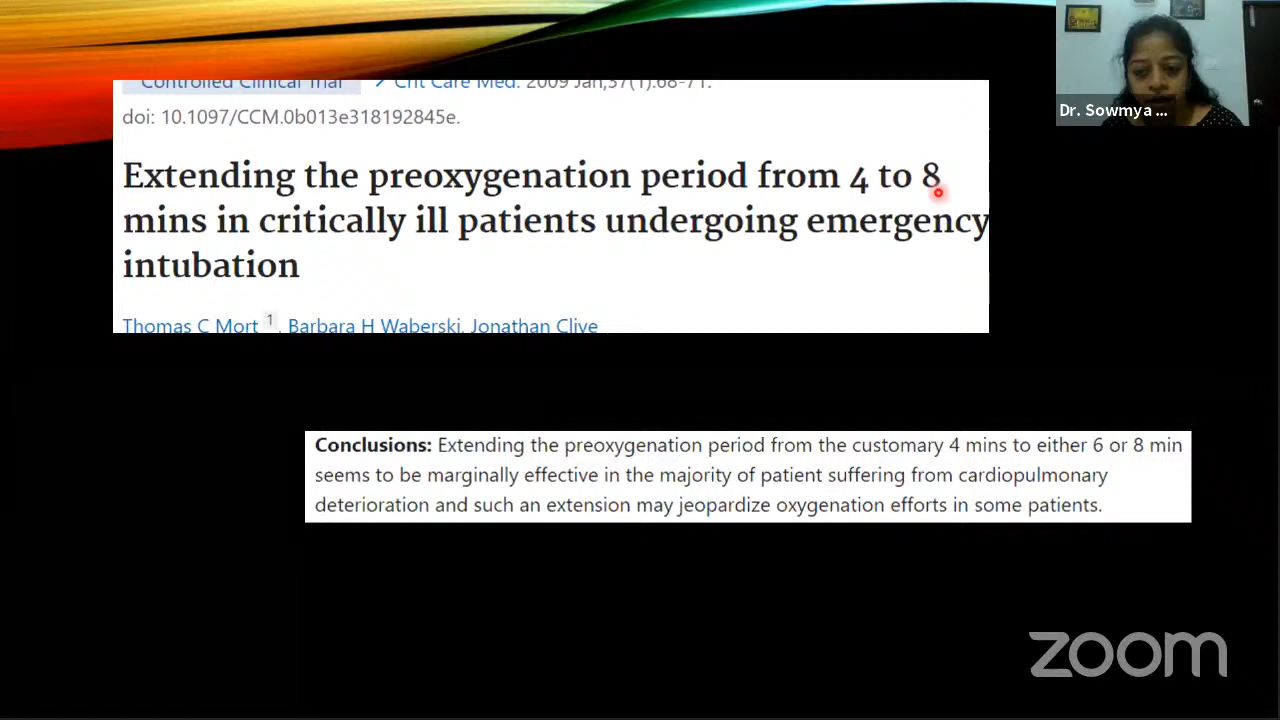 Controlled Clinical Trial Crit Care Med. 2009 Jan;37(1):68-71.
doi: 10.1097/CCM.0b013e318192845e.
Extending the preoxygenation period from 4 to 8
mins in critically ill patients undergoing emergency
intubation
Thomas C Mort 1, Barbara H Waberski, Jonathan Clive
Dr. Sowmya ...
Conclusions: Extending the preoxygenation period from the customary 4 mins to either 6 or 8 min
seems to be marginally effective in the majority of patient suffering from cardiopulmonary
deterioration and such an extension may jeopardize oxygenation efforts in some patients.
zoom